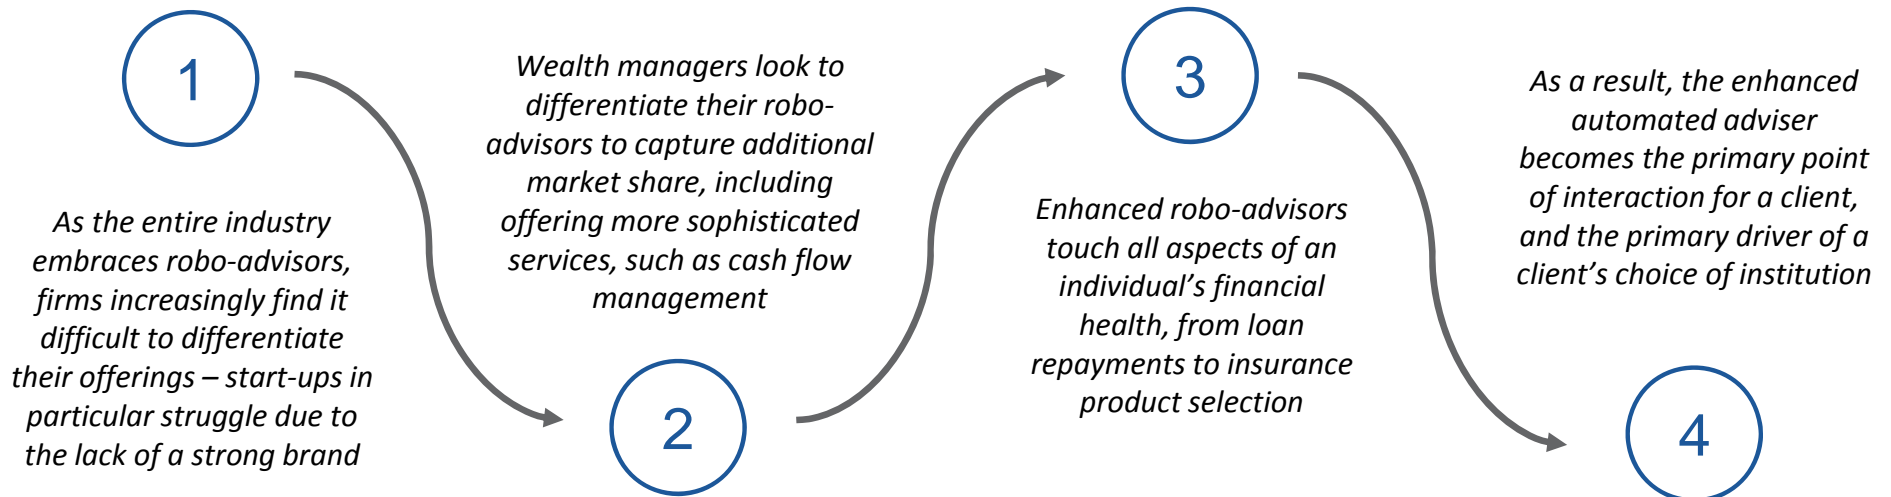 1
As the entire industry
embraces robo-advisors,
firms increasingly find it
difficult to differentiate
their offerings – start-ups in
particular struggle due to
the lack of a strong brand
Wealth managers look to
differentiate their robo-
advisors to capture additional
market share, including
offering more sophisticated
services, such as cash flow
management
2
3
Enhanced robo-advisors
touch all aspects of an
individual’s financial
health, from loan
repayments to insurance
product selection
As a result, the enhanced
automated adviser
becomes the primary point
of interaction for a client,
and the primary driver of a
client’s choice of institution
4